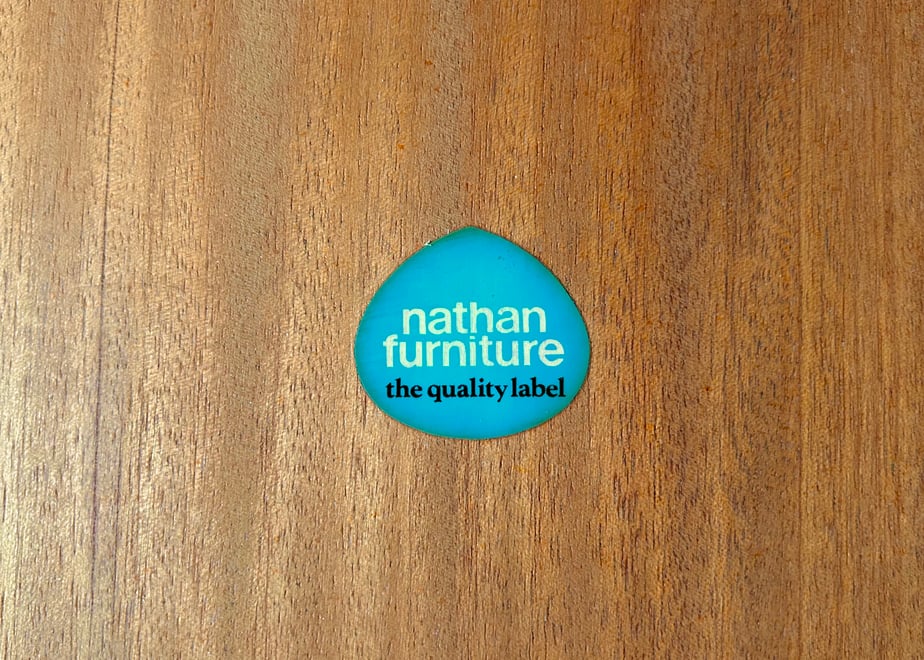 nathan
furniture
the quality label